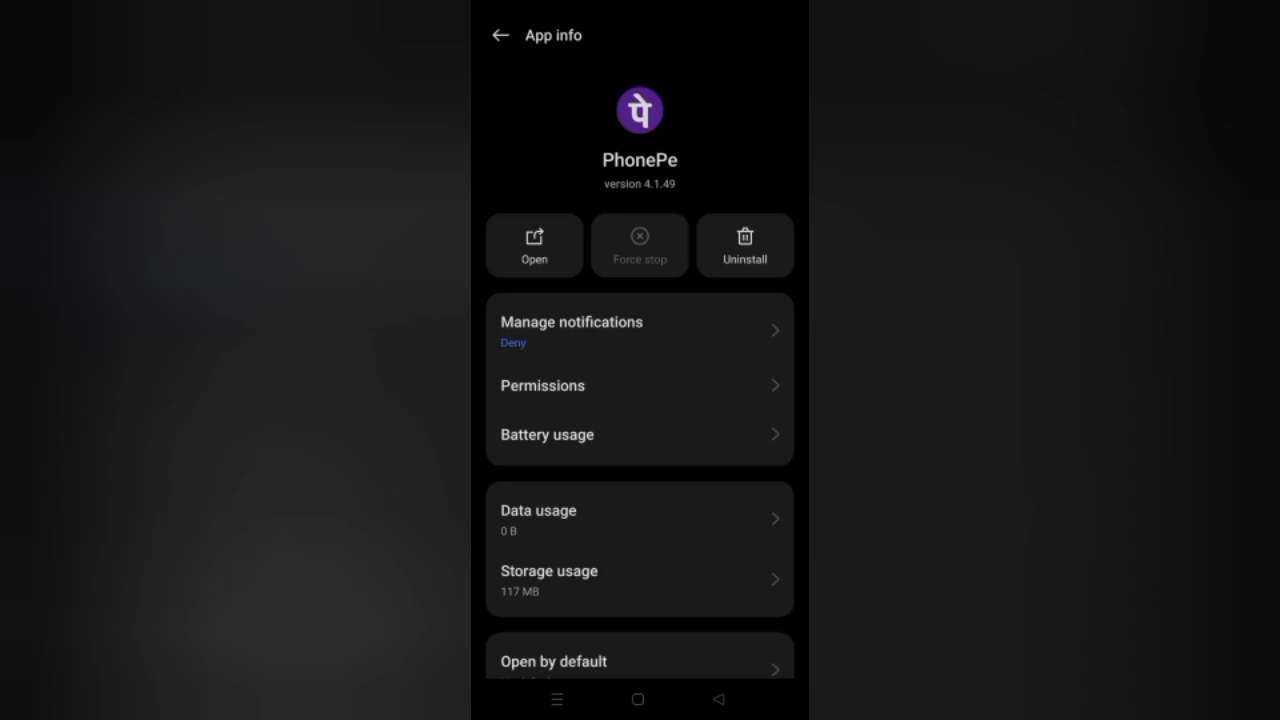 App info
पे
PhonePe
version 4.1.49
Open
Force stop
Uninstall
Manage notifications
Deny
Permissions
Battery usage
Data usage
0 B
Storage usage
117 MB
Open by default